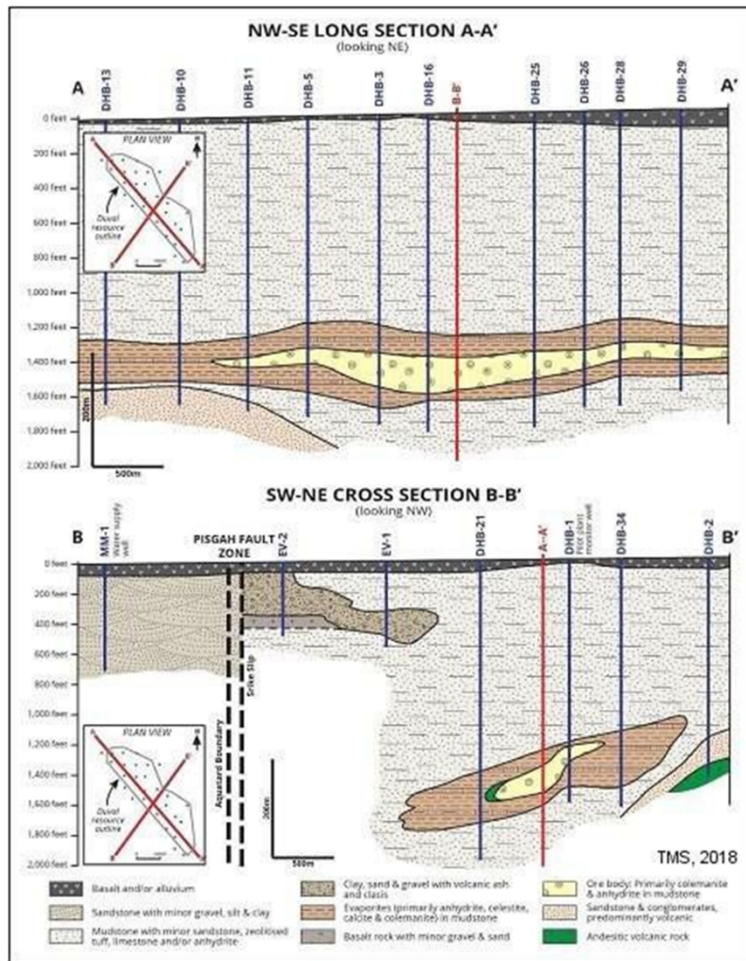 NW-SE LONG SECTION A-A'
(looking NE)
A
DHB-13
DHB-10
DHB-11
DHB-5
DHB-3
DHB-16
B-B'
DHB-25
DHB-26
DHB-28
DHB-29
A'
0 feet
200 feet
400 feet
600 feet
800 feet
1,000 feet
1,200 feet
1,400 feet
1,600 feet
1,800 feet
2,000 feet
PLAN VIEW
Duval
resource
outline
200m
500m
SW-NE CROSS SECTION B-B'
(looking NW)
B
MM-1
Water supply
well
PISGAH FAULT
ZONE
EV-2
EV-1
DHB-21
A-A'
DHB-1
Prior plant
monitor well
DHB-34
DHB-2
B'
0 feet
200 feet
400 feet
600 feet
800 feet
1,000 feet
1,200 feet
1,400 feet
1,600 feet
1,800 feet
2,000 feet
Aquatard Boundary
Srike Slip
PLAN VIEW
Duval
resource
outline
200m
500m
TMS, 2018
Basalt and/or alluvium
Sandstone with minor gravel, silt & clay
Mudstone with minor sandstone, zeolitised
tuff, limestone and/or anhydrite
Clay, sand & gravel with volcanic ash
and clasis
Evaporites (primarily anhydrite, celestite,
calcite & colemanite) in mudstone
Basalt rock with minor gravel & sand
Ore body: Primarily colemanite
& anhydrite in mudstone
Sandstone & conglomerates,
predominantly volcanic
Andesitic volcanic rock